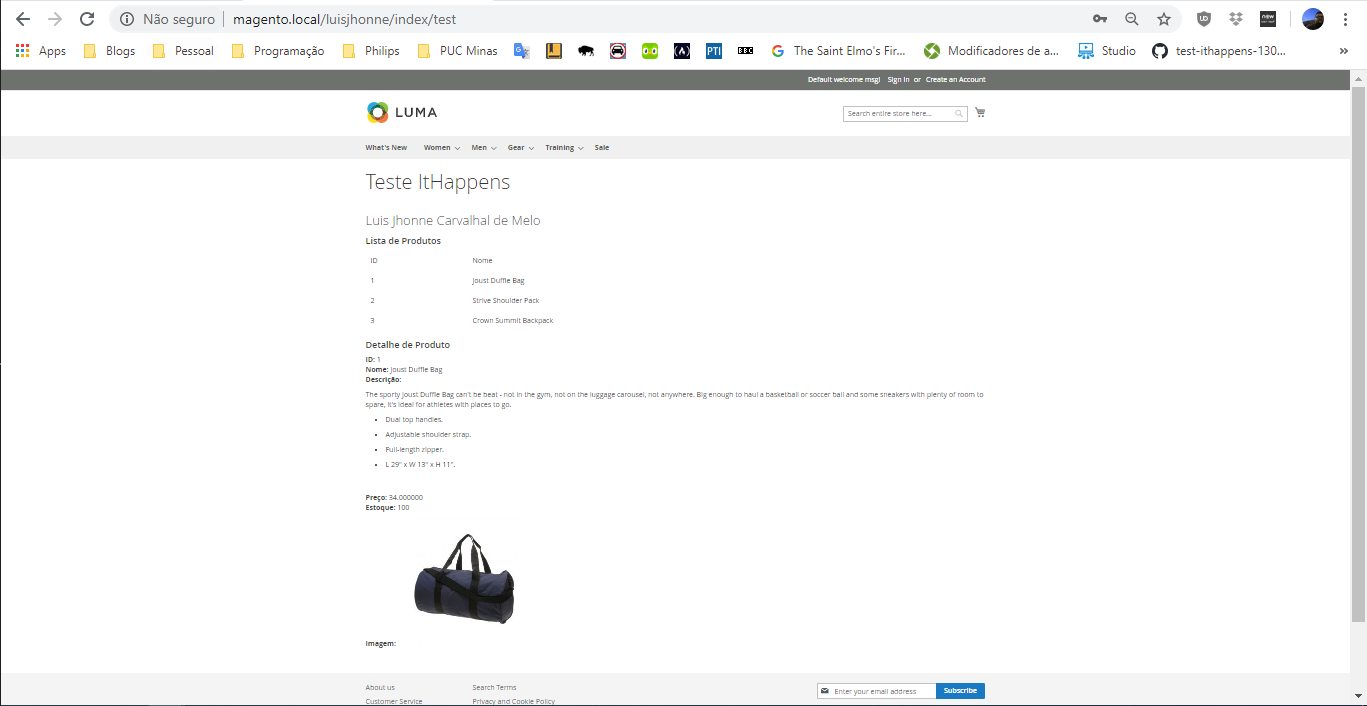 Não seguro
magento.local/luisjhonne/index/test
Apps
Blogs
Pessoal
Programação
Philips
PUC Minas
PTI
BBC
The Saint Elmo's Fir...
Modificadores de a...
Studio
test-ithappens-130...
»
Default welcome msg! Sign In or Create an Account
LUMA
Search entire store here...
What's New Women Men Gear Training Sale
Teste ItHappens
Luis Jhonne Carvalhal de Melo
Lista de Produtos
ID Nome
1 Joust Duffle Bag
2 Strive Shoulder Pack
3 Crown Summit Backpack
Detalhe de Produto
ID: 1
Nome: Joust Duffle Bag
Descrição:
The sporty Joust Duffle Bag can't be beat - not in the gym, not on the luggage carousel, not anywhere. Big enough to haul a basketball or soccer ball and some sneakers with plenty of room to
spare, it's ideal for athletes with places to go.
• Dual top handles.
• Adjustable shoulder strap.
• Full-length zipper.
• L 29" x W 13" x H 11".
Preço: 34.000000
Estoque: 100
Imagem:
About us Search Terms
Enter your email address Subscribe
Customer Service Privacy and Cookie Policy